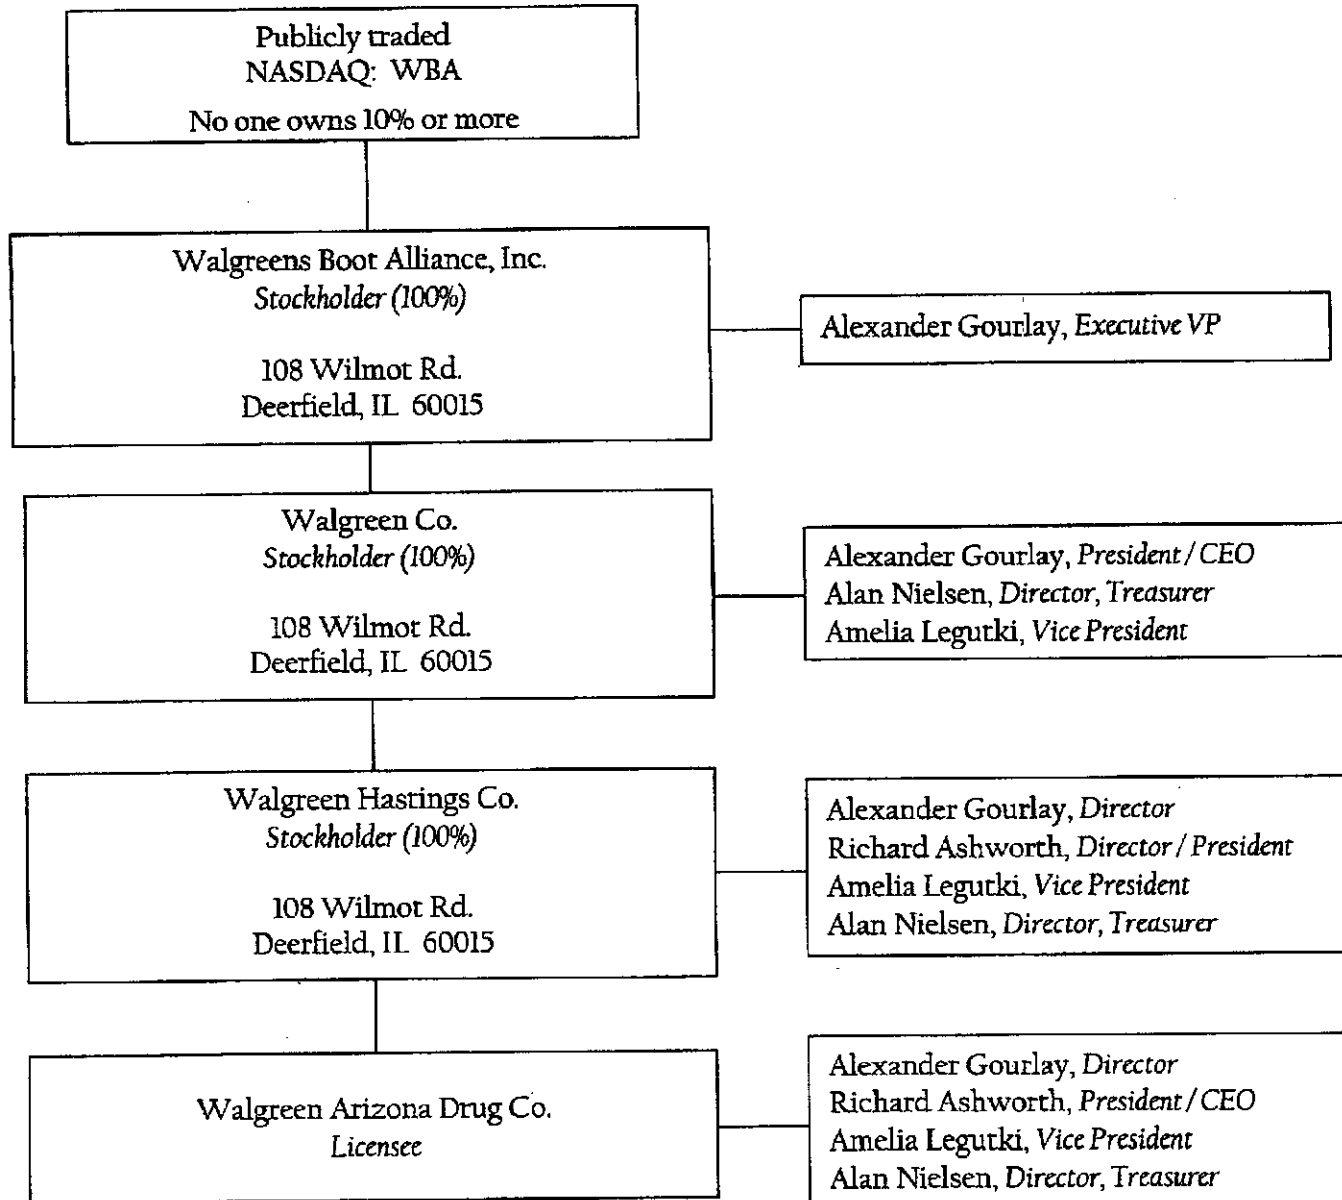 Publicly traded
NASDAQ: WBA
No one owns 10% or more
Walgreens Boot Alliance, Inc.
Stockholder (100%)
108 Wilmot Rd.
Deerfield, IL 60015
Alexander Gourlay, Executive VP
Walgreen Co.
Stockholder (100%)
108 Wilmot Rd.
Deerfield, IL 60015
Alexander Gourlay, President / CEO
Alan Nielsen, Director, Treasurer
Amelia Legutki, Vice President
Walgreen Hastings Co.
Stockholder (100%)
108 Wilmot Rd.
Deerfield, IL 60015
Alexander Gourlay, Director
Richard Ashworth, Director / President
Amelia Legutki, Vice President
Alan Nielsen, Director, Treasurer
Walgreen Arizona Drug Co.
Licensee
Alexander Gourlay, Director
Richard Ashworth, President / CEO
Amelia Legutki, Vice President
Alan Nielsen, Director, Treasurer